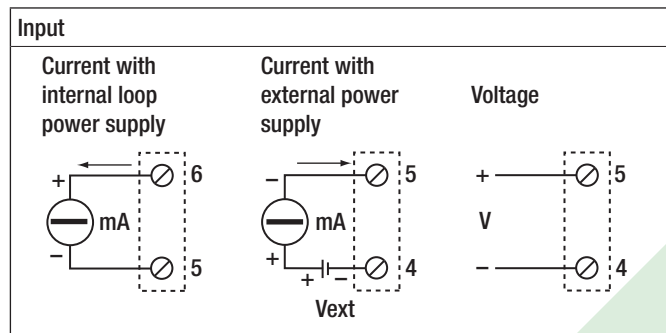 Input
Current with
internal loop
power supply
+
6
mA
−
5
Current with
external power
supply
−
5
mA
+
+ −
4
Vext
Voltage
+
5
V
−
4